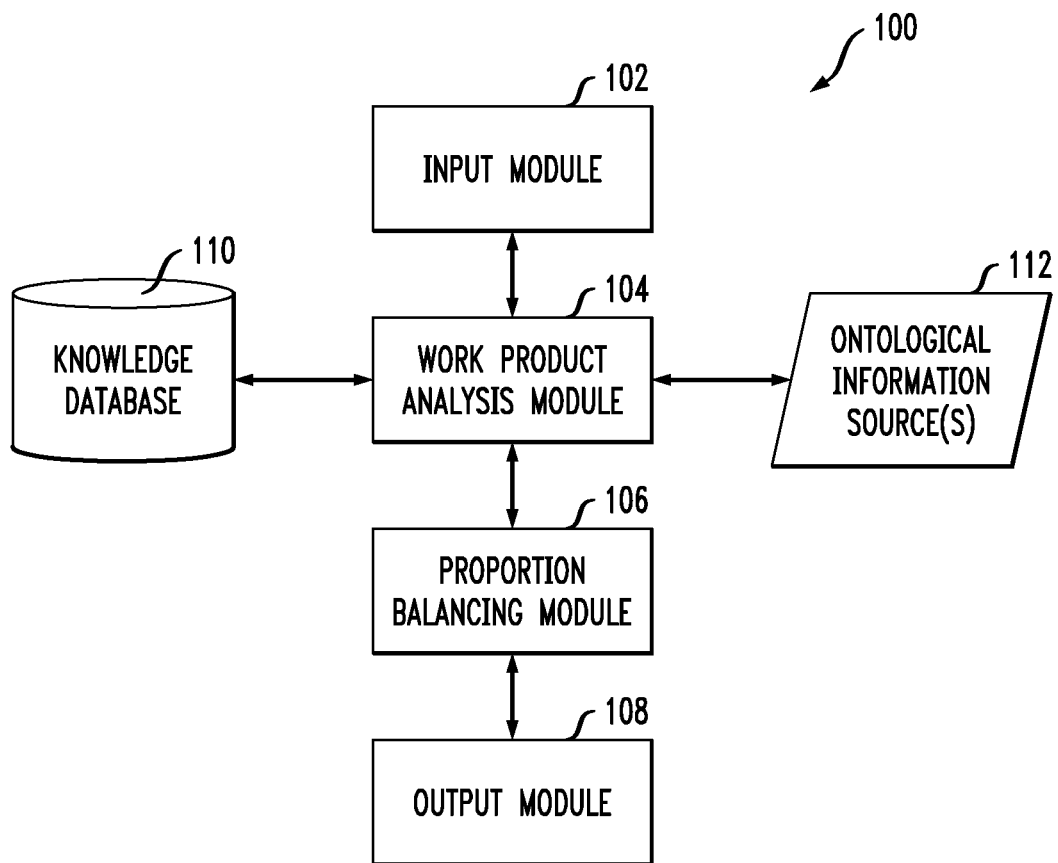 100
102
INPUT MODULE
110
KNOWLEDGE
DATABASE
104
WORK PRODUCT
ANALYSIS MODULE
112
ONTOLOGICAL
INFORMATION
SOURCE(S)
106
PROPORTION
BALANCING MODULE
108
OUTPUT MODULE